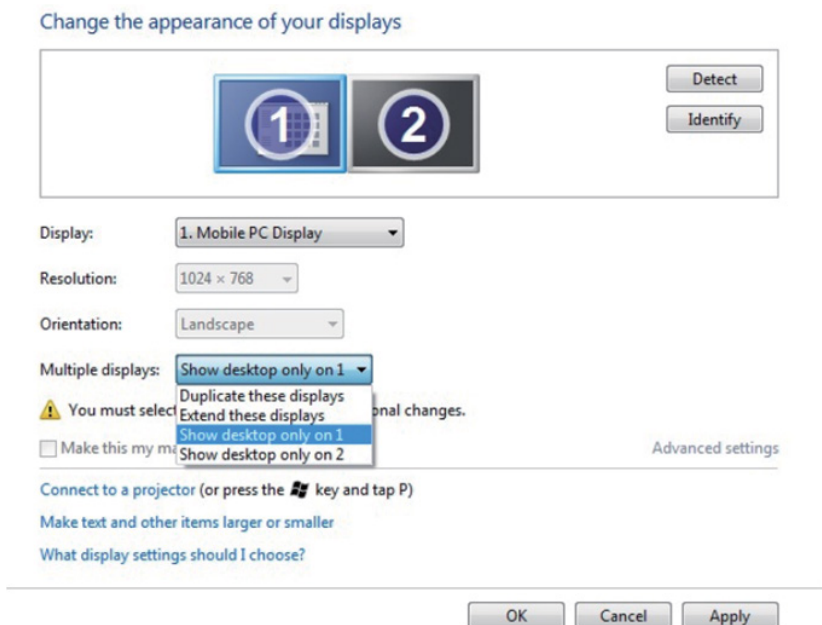 Change the appearance of your displays
1 2
Detect
Identify
Display: 1. Mobile PC Display
Resolution: 1024 × 768
Orientation: Landscape
Multiple displays: Show desktop only on 1
Duplicate these displays
You must select onal changes.
Extend these displays
Show desktop only on 1
Make this my Advanced settings
Show desktop only on 2
Connect to a projector (or press the key and tap P)
Make text and other items larger or smaller
What display settings should I choose?
OK Cancel Apply